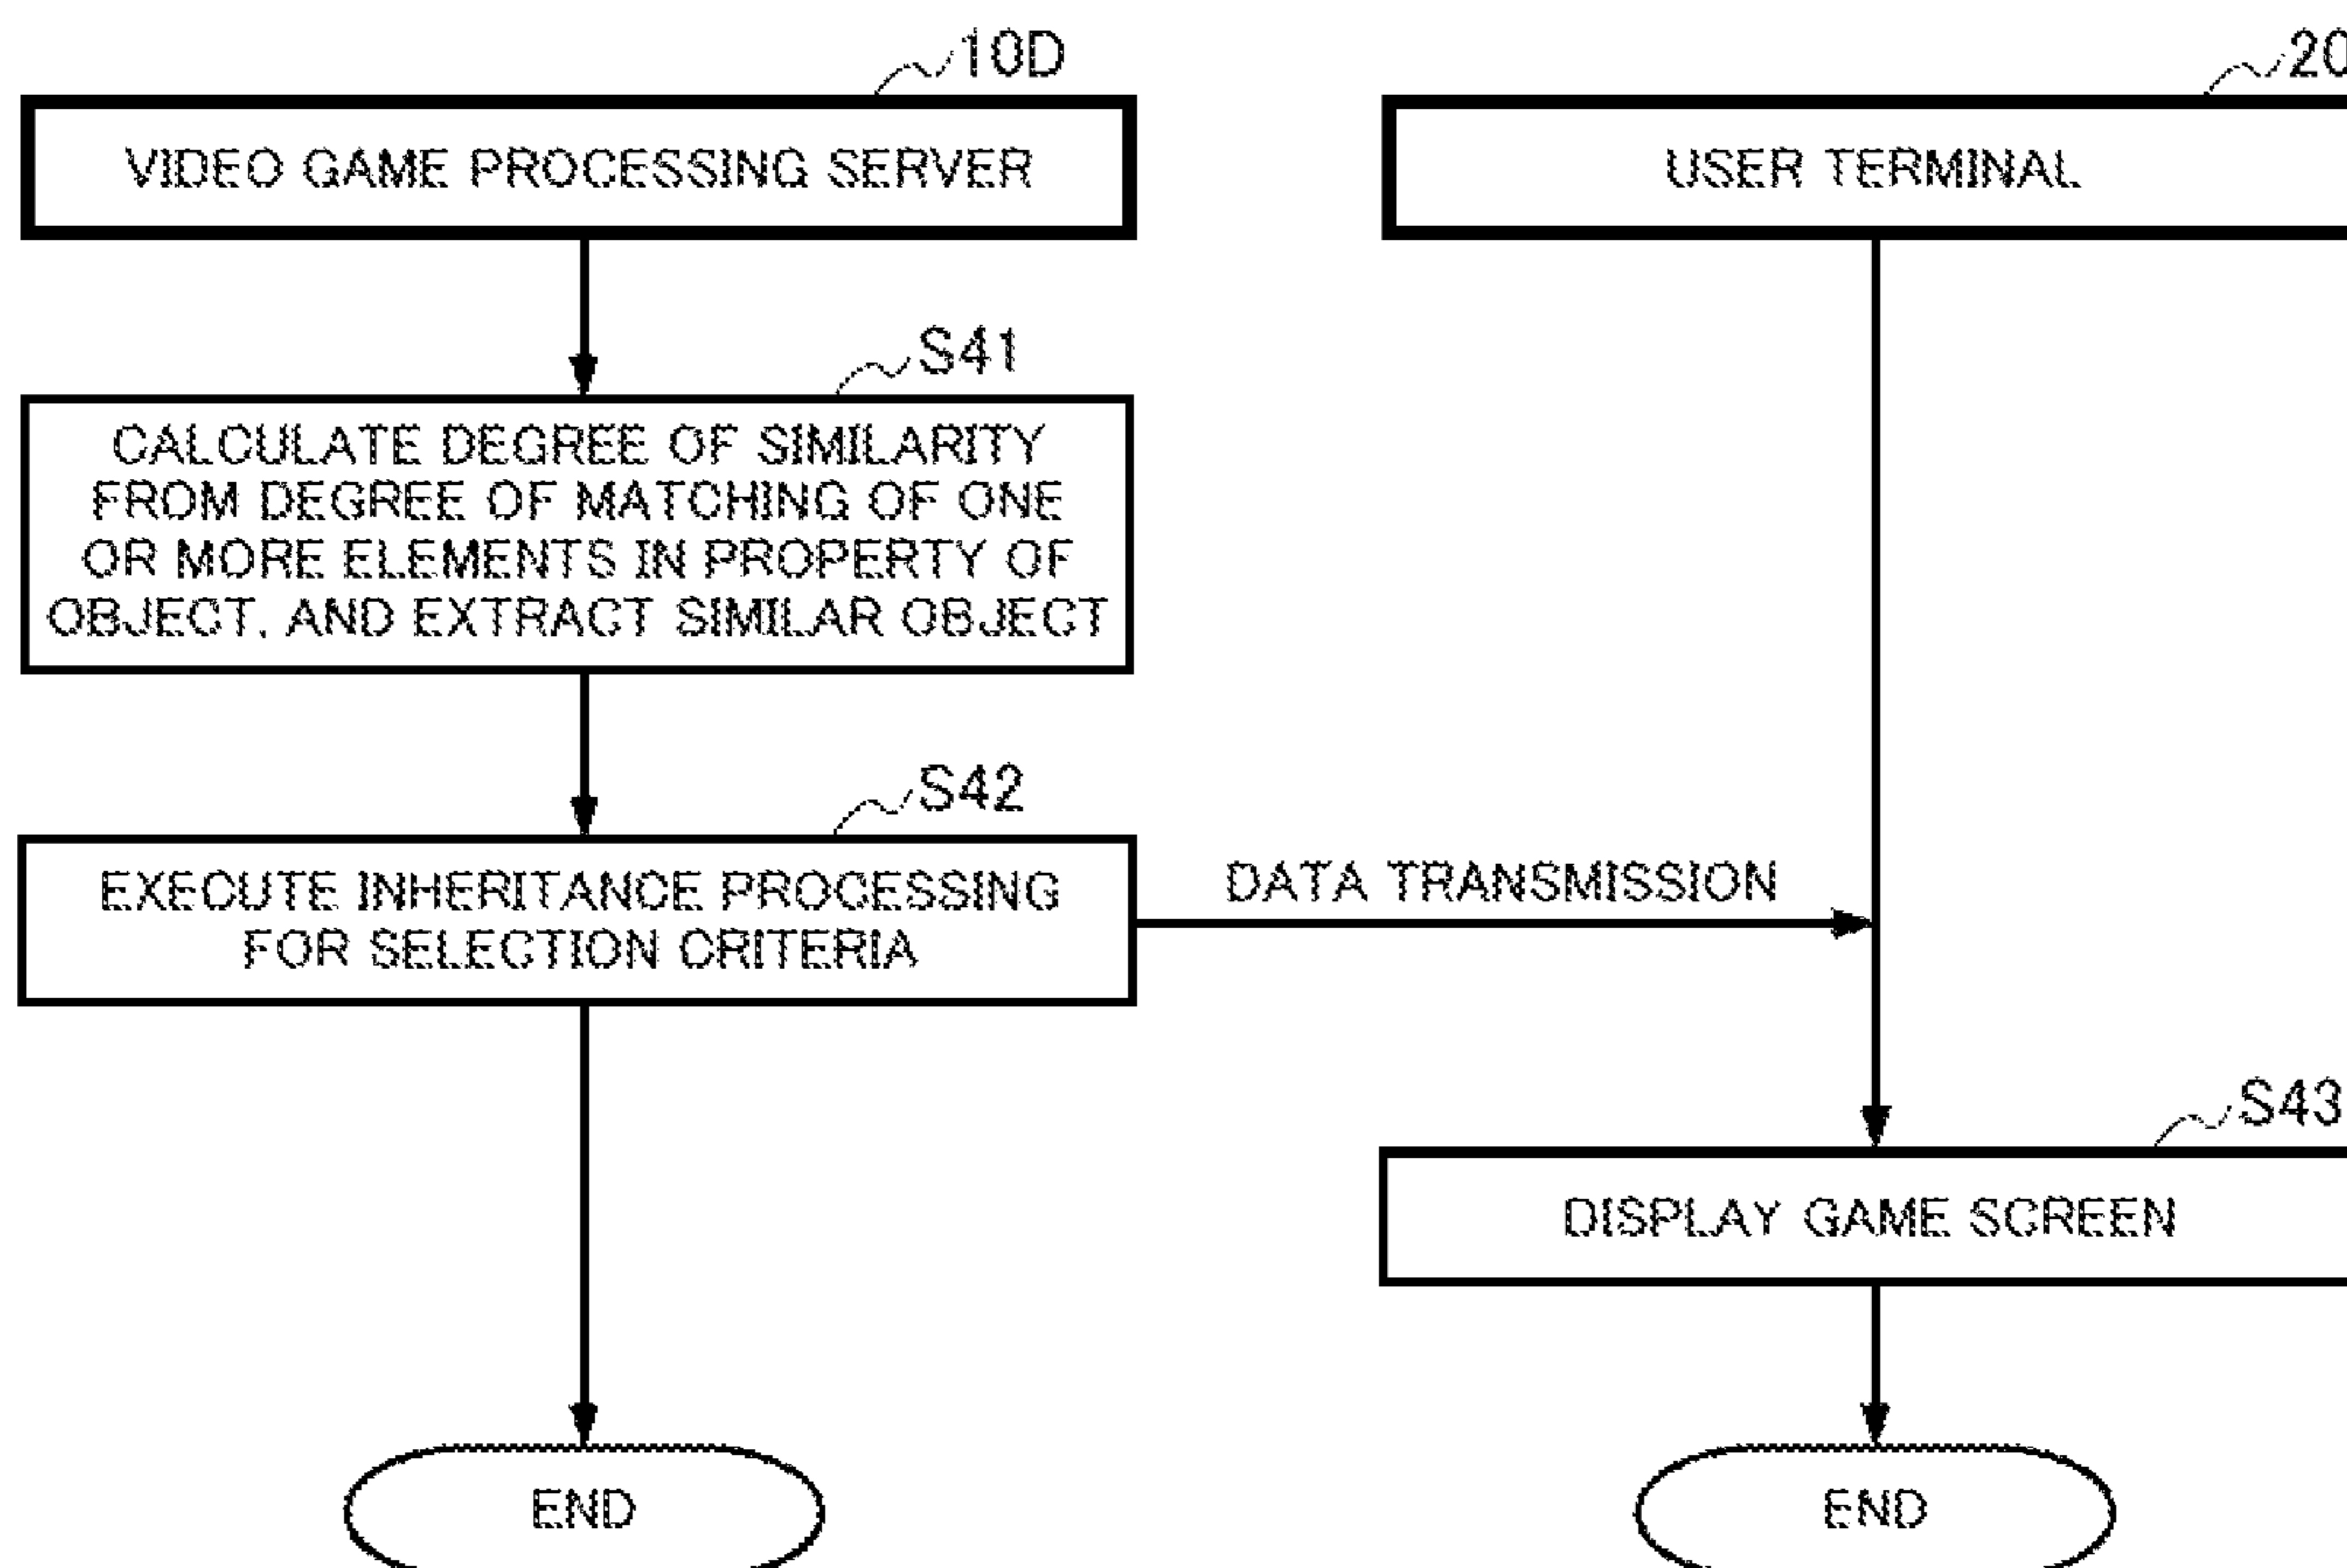 10D
20
VIDEO GAME PROCESSING SERVER
USER TERMINAL
S41
CALCULATE DEGREE OF SIMILARITY
FROM DEGREE OF MATCHING OF ONE
OR MORE ELEMENTS IN PROPERTY OF
OBJECT, AND EXTRACT SIMILAR OBJECT
S42
EXECUTE INHERITANCE PROCESSING
FOR SELECTION CRITERIA
DATA TRANSMISSION
S43
DISPLAY GAME SCREEN
END
END